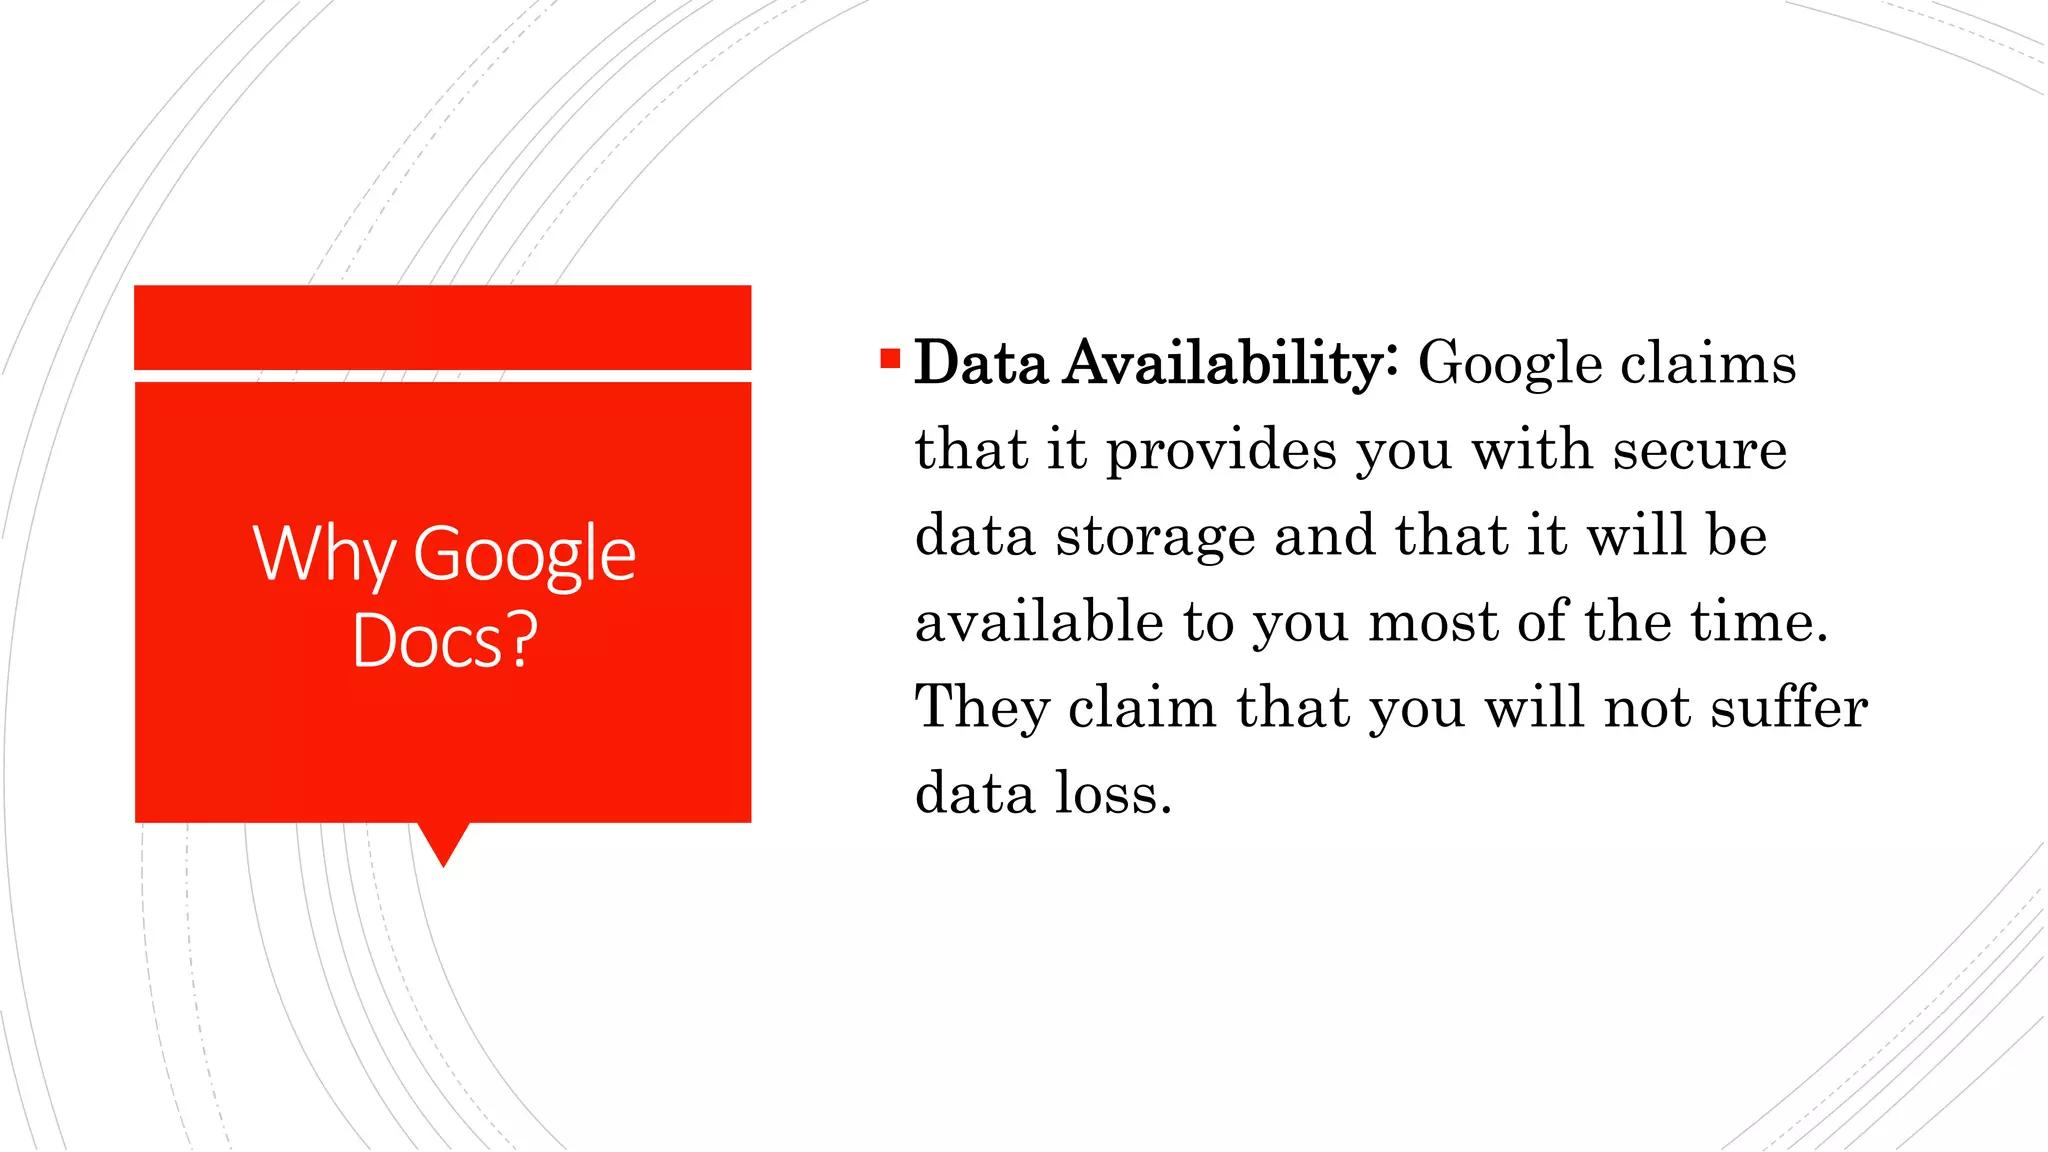 Why Google
Docs?
▪ Data Availability: Google claims
that it provides you with secure
data storage and that it will be
available to you most of the time.
They claim that you will not suffer
data loss.